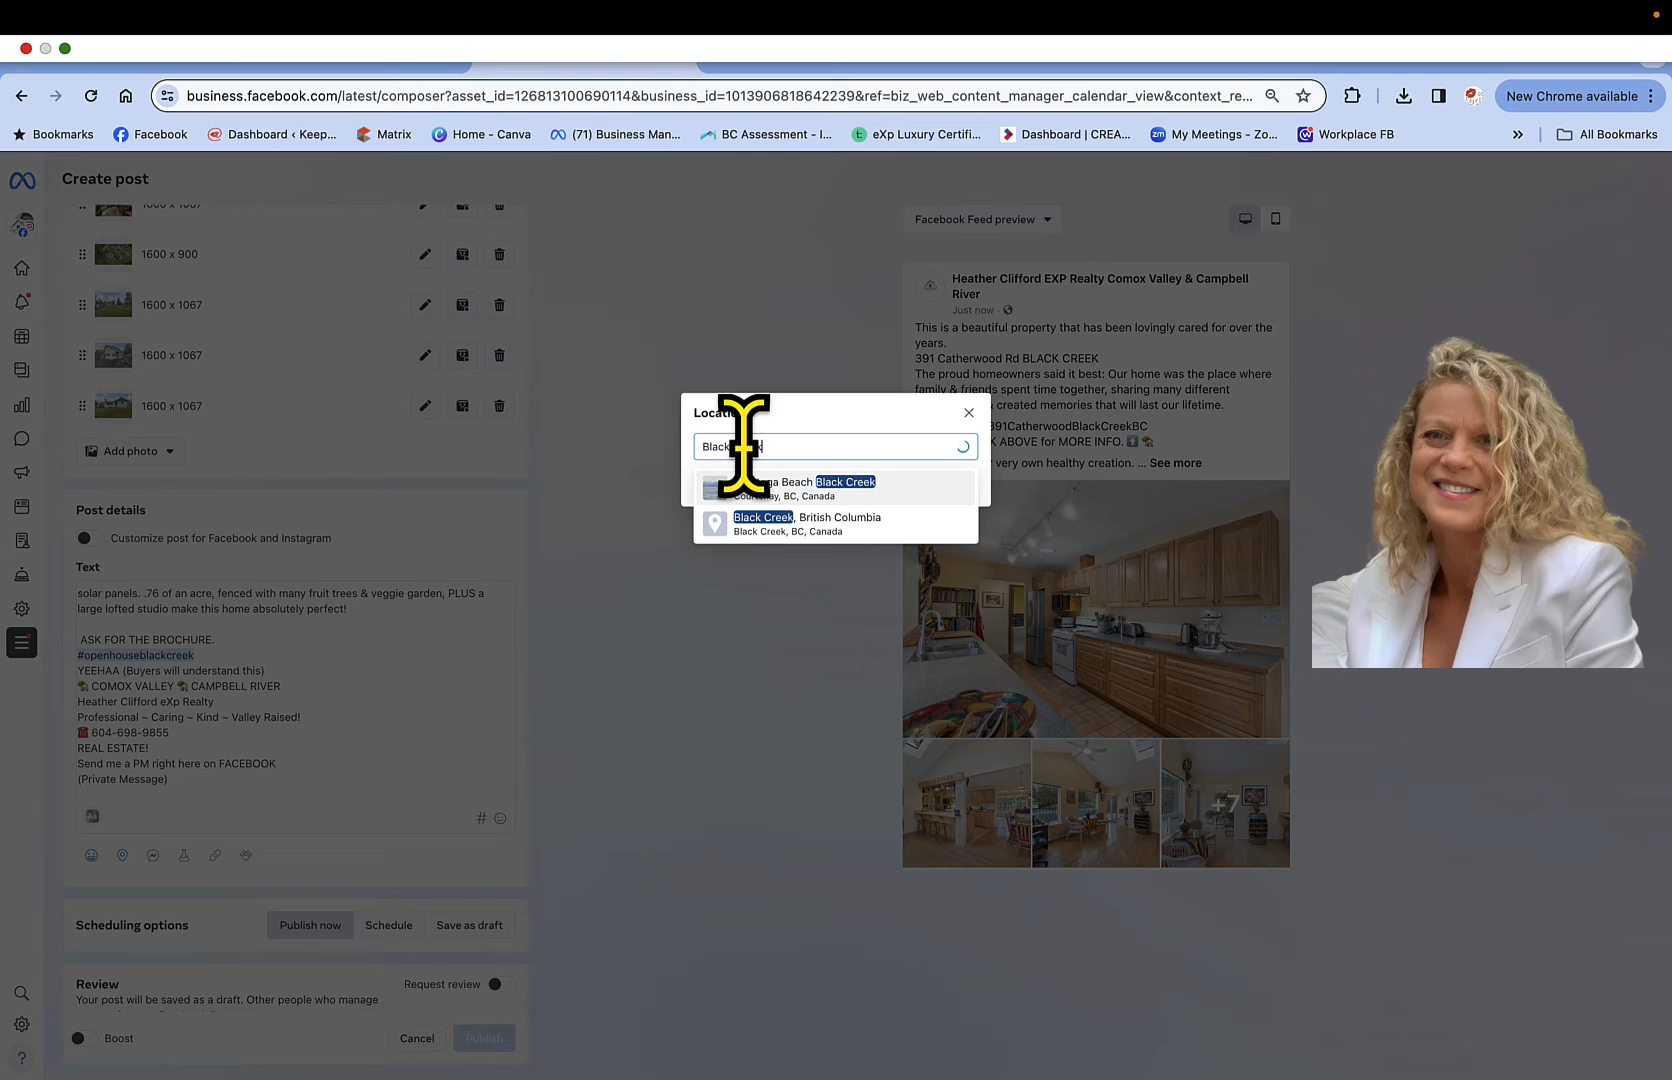 business.facebook.com/latest/composer?asset_id=126813100690114&business_id=1013906818642239&ref=biz_web_content_manager_calendar_view&context_re...
New Chrome available
Bookmarks
Facebook
Dashboard ‹ Keep...
Matrix
Home - Canva
(71) Business Man...
BC Assessment - I...
eXp Luxury Certifi...
Dashboard | CREA...
My Meetings - Zo...
Workplace FB
All Bookmarks
Create post
1600 x 1067
1600 x 900
1600 x 1067
1600 x 1067
1600 x 1067
Add photo
Post details
Customize post for Facebook and Instagram
Text
solar panels. .76 of an acre, fenced with many fruit trees & veggie garden, PLUS a
large lofted studio make this home absolutely perfect!
ASK FOR THE BROCHURE.
#openhouseblackcreek
YEEHAA (Buyers will understand this)
🏡 COMOX VALLEY 🏡 CAMPBELL RIVER
Heather Clifford eXp Realty
Professional ~ Caring ~ Kind ~ Valley Raised!
☎️ 604-698-9855
REAL ESTATE!
Send me a PM right here on FACEBOOK
(Private Message)
Scheduling options
Publish now
Schedule
Save as draft
Review
Request review
Your post will be saved as a draft. Other people who manage
Boost
Cancel
Publish
Black
Beach Black Creek
Courtenay, BC, Canada
Black Creek, British Columbia
Black Creek, BC, Canada
Facebook Feed preview
Heather Clifford EXP Realty Comox Valley & Campbell
River
Just now ·
This is a beautiful property that has been lovingly cared for over the
years.
391 Catherwood Rd BLACK CREEK
The proud homeowners said it best: Our home was the place where
family & friends spent time together, sharing many different
& created memories that will last our lifetime.
391CatherwoodBlackCreekBC
ABOVE for MORE INFO. ⬆️ 🏡
very own healthy creation. ... See more
+7